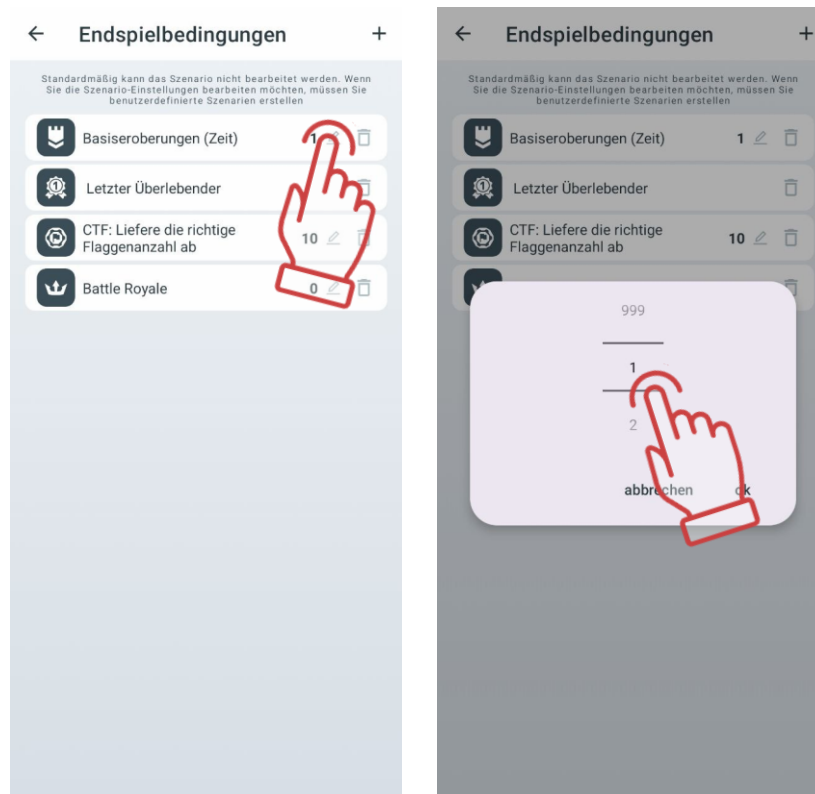 Endspielbedingungen
Standardmäßig kann das Szenario nicht bearbeitet werden. Wenn
Sie die Szenario-Einstellungen bearbeiten möchten, müssen Sie
benutzerdefinierte Szenarien erstellen
Basiseroberungen (Zeit) 1
Letzter Überlebender
CTF: Liefere die richtige
Flaggenanzahl ab 10
Battle Royale 0
Endspielbedingungen
Standardmäßig kann das Szenario nicht bearbeitet werden. Wenn
Sie die Szenario-Einstellungen bearbeiten möchten, müssen Sie
benutzerdefinierte Szenarien erstellen
Basiseroberungen (Zeit) 1
Letzter Überlebender
CTF: Liefere die richtige
Flaggenanzahl ab 10
999
1
2
abbrechen ok